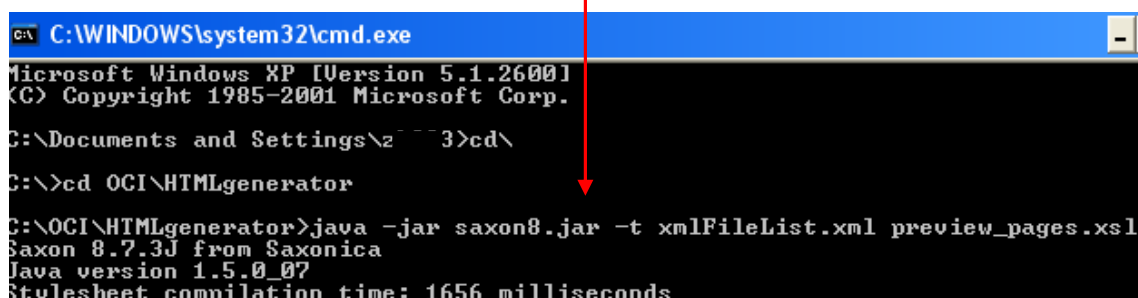 C:\WINDOWS\system32\cmd.exe
Microsoft Windows XP [Version 5.1.2600]
(C) Copyright 1985-2001 Microsoft Corp.
C:\Documents and Settings\z 3>cd\
C:\>cd OCI\HTMLgenerator
C:\OCI\HTMLgenerator>java -jar saxon8.jar -t xmlFileList.xml preview_pages.xsl
Saxon 8.7.3J from Saxonica
Java version 1.5.0_07
Stylesheet compilation time: 1656 milliseconds